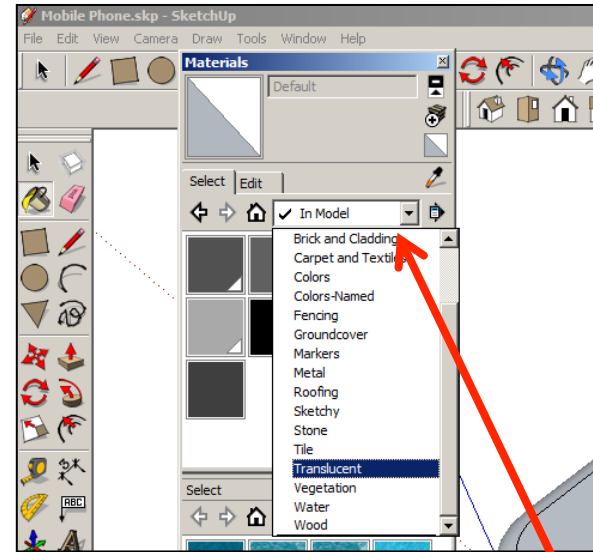 Mobile Phone.skp - SketchUp
File Edit View Camera Draw Tools Window Help
Materials
Default
Select Edit
In Model
Brick and Cladding
Carpet and Textiles
Colors
Colors-Named
Fencing
Groundcover
Markers
Metal
Roofing
Sketchy
Stone
Tile
Translucent
Vegetation
Water
Wood
Select
ABC
A